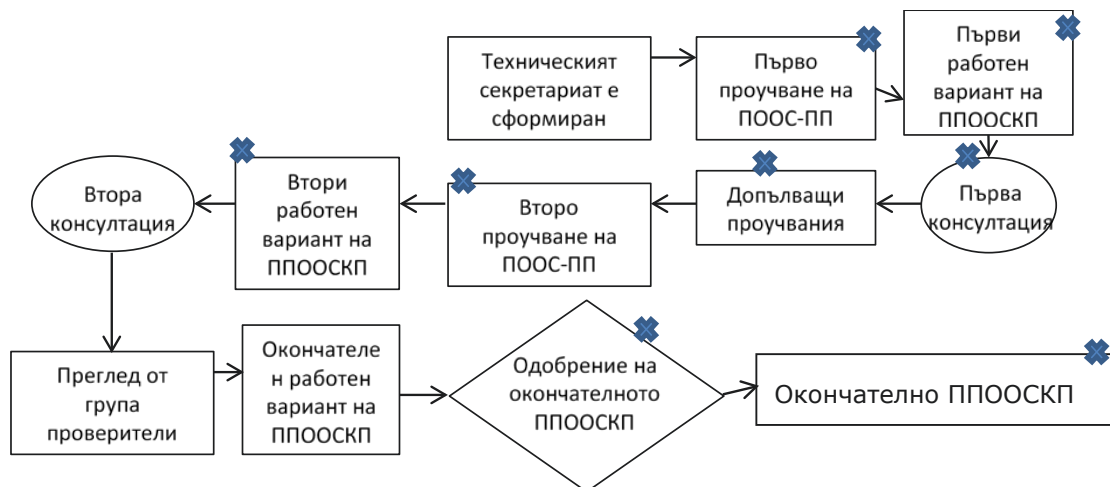 Техническият
секретариат е
сформиран
Първо
проучване на
ПООС-ПП
Първи
работен
вариант на
ППООСКП
Първа
консултация
Допълващи
проучвания
Второ
проучване на
ПООС-ПП
Втори
работен
вариант на
ППООСКП
Втора
консултация
Преглед от
група
проверители
Окончателе
н работен
вариант на
ППООСКП
Одобрение на
окончателното
ППООСКП
Окончателно ППООСКП